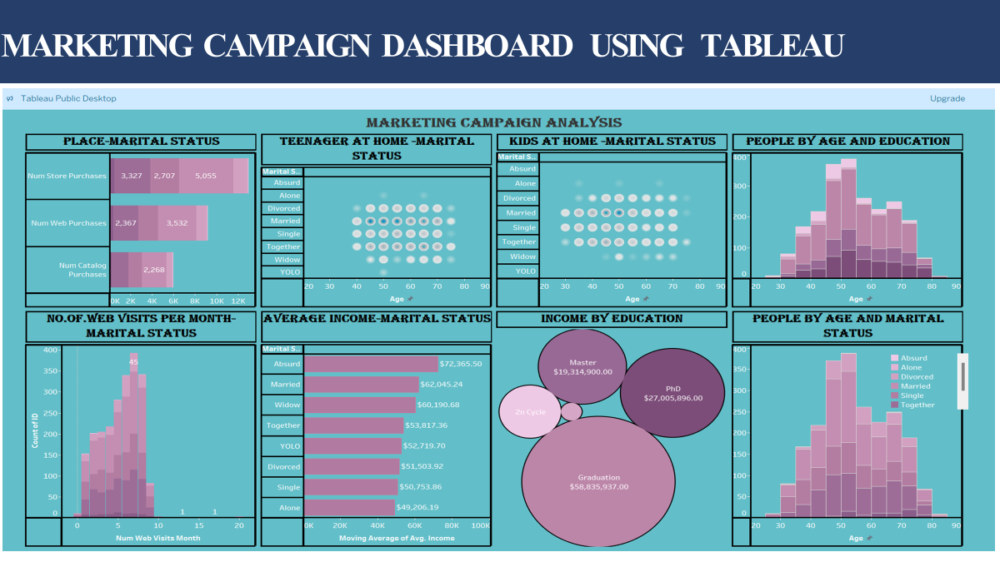 MARKETING CAMPAIGN DASHBOARD USING TABLEAU
Tableau Public Desktop
Upgrade
MARKETING CAMPAIGN ANALYSIS
PLACE-MARITAL STATUS
Num Store Purchases
3,327 2,707 5,055
Num Web Purchases
2,367 3,532
Num Catalog
Purchases
2,268
0K 2K 4K 6K 8K 10K 12K
TEENAGER AT HOME -MARITAL
STATUS
Marital S..
Absurd
Alone
Divorced
Married
Single
Together
Widow
YOLO
20 30 40 50 60 70 80 90
Age
KIDS AT HOME -MARITAL STATUS
Marital S..
Absurd
Alone
Divorced
Married
Single
Together
Widow
YOLO
20 30 40 50 60 70 80 90
Age
PEOPLE BY AGE AND EDUCATION
400
300
200
100
0
20 30 40 50 60 70 80 90
Age
NO.OF.WEB VISITS PER MONTH-
MARITAL STATUS
Count of ID
400
350
300
250
200
150
100
50
0
45
1 1
0 5 10 15 20
Num Web Visits Month
AVERAGE INCOME-MARITAL STATUS
Marital S..
Absurd $72,365.50
Married $62,045.24
Widow $60,190.68
Together $53,817.36
YOLO $52,719.70
Divorced $51,503.92
Single $50,753.86
Alone $49,206.19
0K 20K 40K 60K 80K 100K
Moving Average of Avg. Income
INCOME BY EDUCATION
Master
$19,314,900.00
PhD
$27,005,896.00
2n Cycle
Graduation
$58,835,937.00
PEOPLE BY AGE AND MARITAL
STATUS
400
350
300
250
200
150
100
50
0
Absurd
Alone
Divorced
Married
Single
Together
20 30 40 50 60 70 80 90
Age